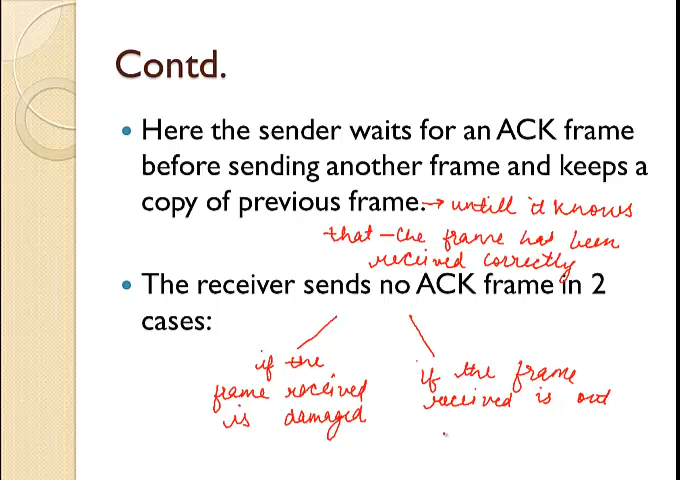 Contd.
Here the sender waits for an ACK frame
before sending another frame and keeps a
copy of previous frame. → untill it knows
that the frame has been
received correctly
The receiver sends no ACK frame in 2
cases:
if the
frame received
is damaged
if the frame
received is out